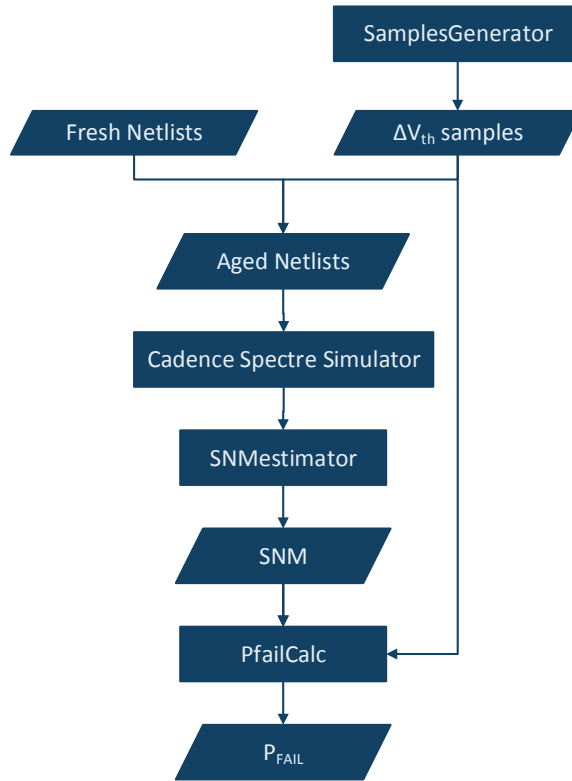 SamplesGenerator
Fresh Netlists
ΔVth samples
Aged Netlists
Cadence Spectre Simulator
SNMestimator
SNM
PfailCalc
PFAIL